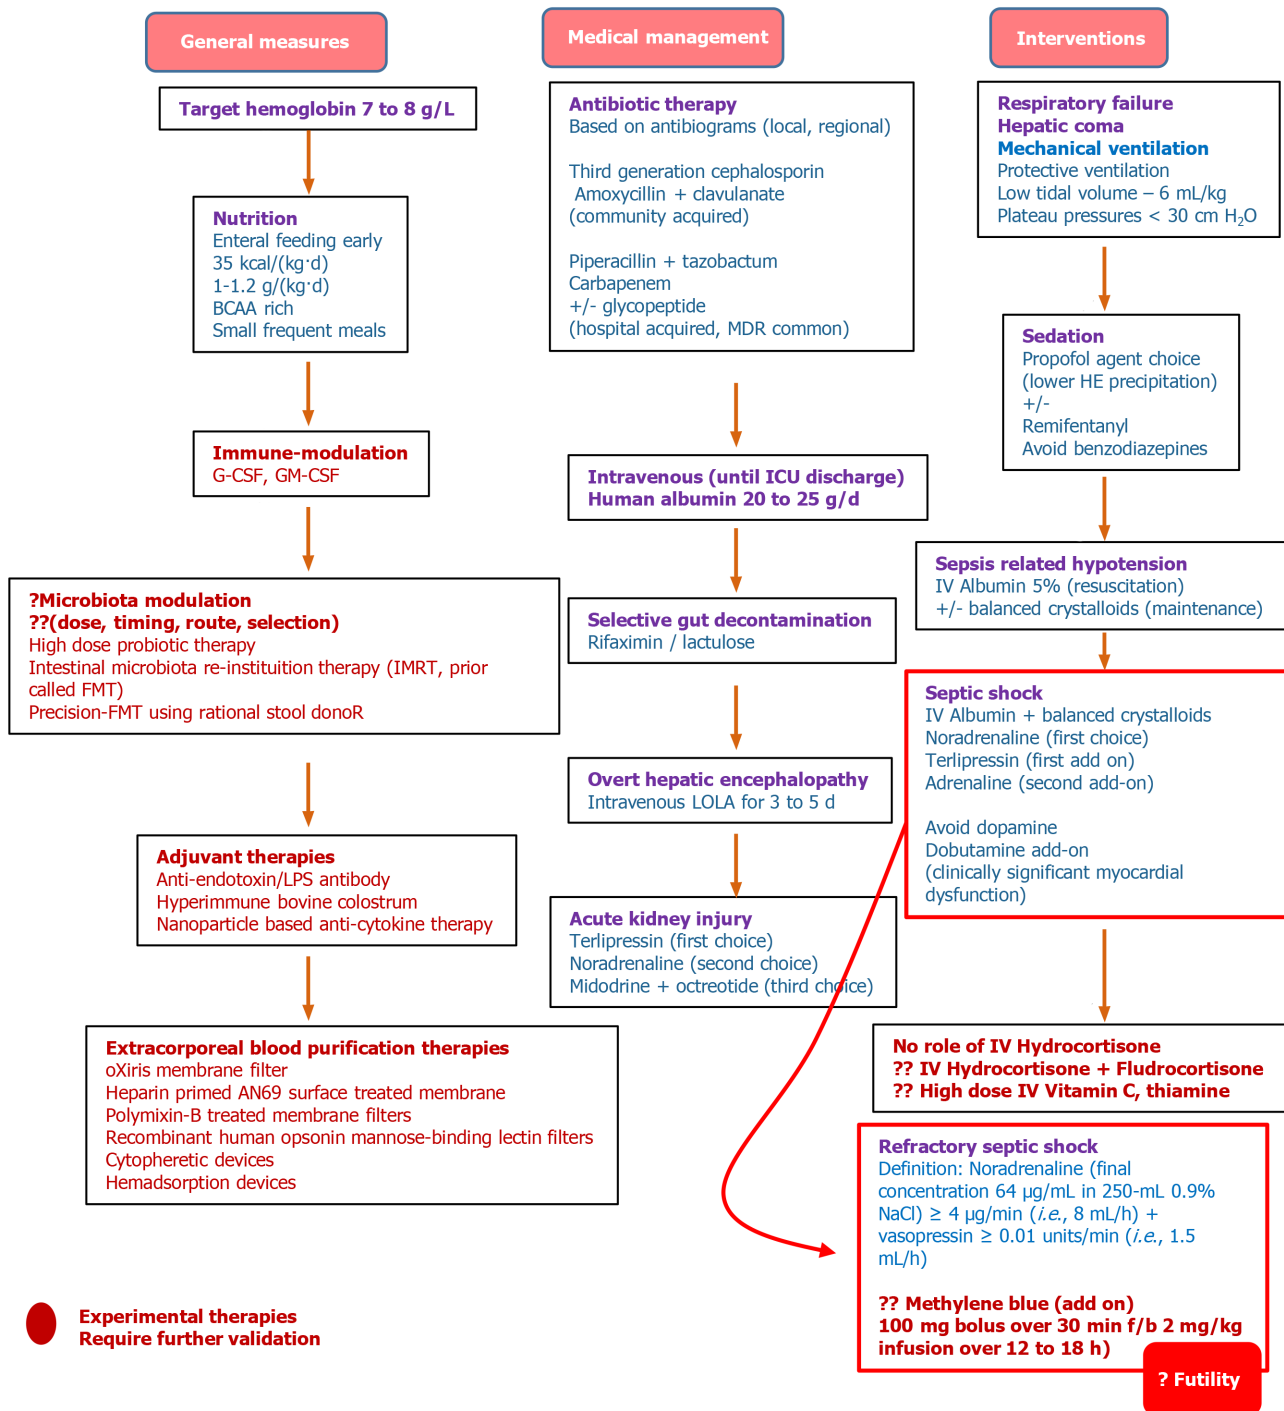 General measures
Target hemoglobin 7 to 8 g/L
Nutrition
Enteral feeding early
35 kcal/(kg·d)
1-1.2 g/(kg·d)
BCAA rich
Small frequent meals
Immune-modulation
G-CSF, GM-CSF
?Microbiota modulation
??(dose, timing, route, selection)
High dose probiotic therapy
Intestinal microbiota re-instituition therapy (IMRT, prior
called FMT)
Precision-FMT using rational stool donoR
Adjuvant therapies
Anti-endotoxin/LPS antibody
Hyperimmune bovine colostrum
Nanoparticle based anti-cytokine therapy
Extracorporeal blood purification therapies
oXiris membrane filter
Heparin primed AN69 surface treated membrane
Polymixin-B treated membrane filters
Recombinant human opsonin mannose-binding lectin filters
Cytopheretic devices
Hemadsorption devices
Experimental therapies
Require further validation
Medical management
Antibiotic therapy
Based on antibiograms (local, regional)
Third generation cephalosporin
Amoxycillin + clavulanate
(community acquired)
Piperacillin + tazobactum
Carbapenem
+/- glycopeptide
(hospital acquired, MDR common)
Intravenous (until ICU discharge)
Human albumin 20 to 25 g/d
Selective gut decontamination
Rifaximin / lactulose
Overt hepatic encephalopathy
Intravenous LOLA for 3 to 5 d
Acute kidney injury
Terlipressin (first choice)
Noradrenaline (second choice)
Midodrine + octreotide (third choice)
Interventions
Respiratory failure
Hepatic coma
Mechanical ventilation
Protective ventilation
Low tidal volume – 6 mL/kg
Plateau pressures < 30 cm H₂O
Sedation
Propofol agent choice
(lower HE precipitation)
+/-
Remifentanyl
Avoid benzodiazepines
Sepsis related hypotension
IV Albumin 5% (resuscitation)
+/- balanced crystalloids (maintenance)
Septic shock
IV Albumin + balanced crystalloids
Noradrenaline (first choice)
Terlipressin (first add on)
Adrenaline (second add-on)
Avoid dopamine
Dobutamine add-on
(clinically significant myocardial
dysfunction)
No role of IV Hydrocortisone
?? IV Hydrocortisone + Fludrocortisone
?? High dose IV Vitamin C, thiamine
Refractory septic shock
Definition: Noradrenaline (final
concentration 64 µg/mL in 250-mL 0.9%
NaCl) ≥ 4 µg/min (i.e., 8 mL/h) +
vasopressin ≥ 0.01 units/min (i.e., 1.5
mL/h)
?? Methylene blue (add on)
100 mg bolus over 30 min f/b 2 mg/kg
infusion over 12 to 18 h)
? Futility